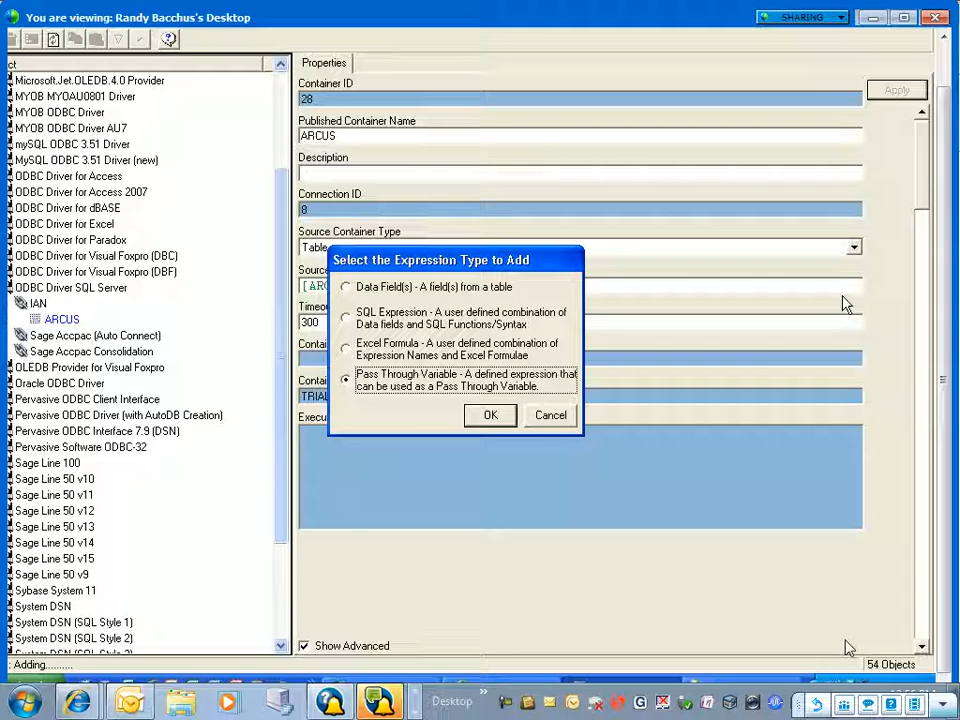 You are viewing: Randy Bacchus's Desktop
SHARING
ct
Microsoft.Jet.OLEDB.4.0 Provider
MYOB MYOAU0801 Driver
MYOB ODBC Driver
MYOB ODBC Driver AU7
mySQL ODBC 3.51 Driver
MySQL ODBC 3.51 Driver (new)
ODBC Driver for Access
ODBC Driver for Access 2007
ODBC Driver for dBASE
ODBC Driver for Excel
ODBC Driver for Paradox
ODBC Driver for Visual Foxpro (DBC)
ODBC Driver for Visual Foxpro (DBF)
ODBC Driver SQL Server
IAN
ARCUS
Sage Accpac (Auto Connect)
Sage Accpac Consolidation
OLEDB Provider for Visual Foxpro
Oracle ODBC Driver
Pervasive ODBC Client Interface
Pervasive ODBC Driver (with AutoDB Creation)
Pervasive ODBC Interface 7.9 (DSN)
Pervasive Software ODBC-32
Sage Line 100
Sage Line 50 v10
Sage Line 50 v11
Sage Line 50 v12
Sage Line 50 v13
Sage Line 50 v14
Sage Line 50 v15
Sage Line 50 v9
Sybase System 11
System DSN
System DSN (SQL Style 1)
System DSN (SQL Style 2)
Properties
Container ID
28
Apply
Published Container Name
ARCUS
Description
Connection ID
8
Source Container Type
Table
Source
[ARC
Timeo
300
Contai
Contai
TRIAL
Execu
Select the Expression Type to Add
Data Field(s) - A field(s) from a table
SQL Expression - A user defined combination of
Data fields and SQL Functions/Syntax
Excel Formula - A user defined combination of
Expression Names and Excel Formulae
Pass Through Variable - A defined expression that
can be used as a Pass Through Variable.
OK
Cancel
Show Advanced
: Adding.........
54 Objects
Desktop